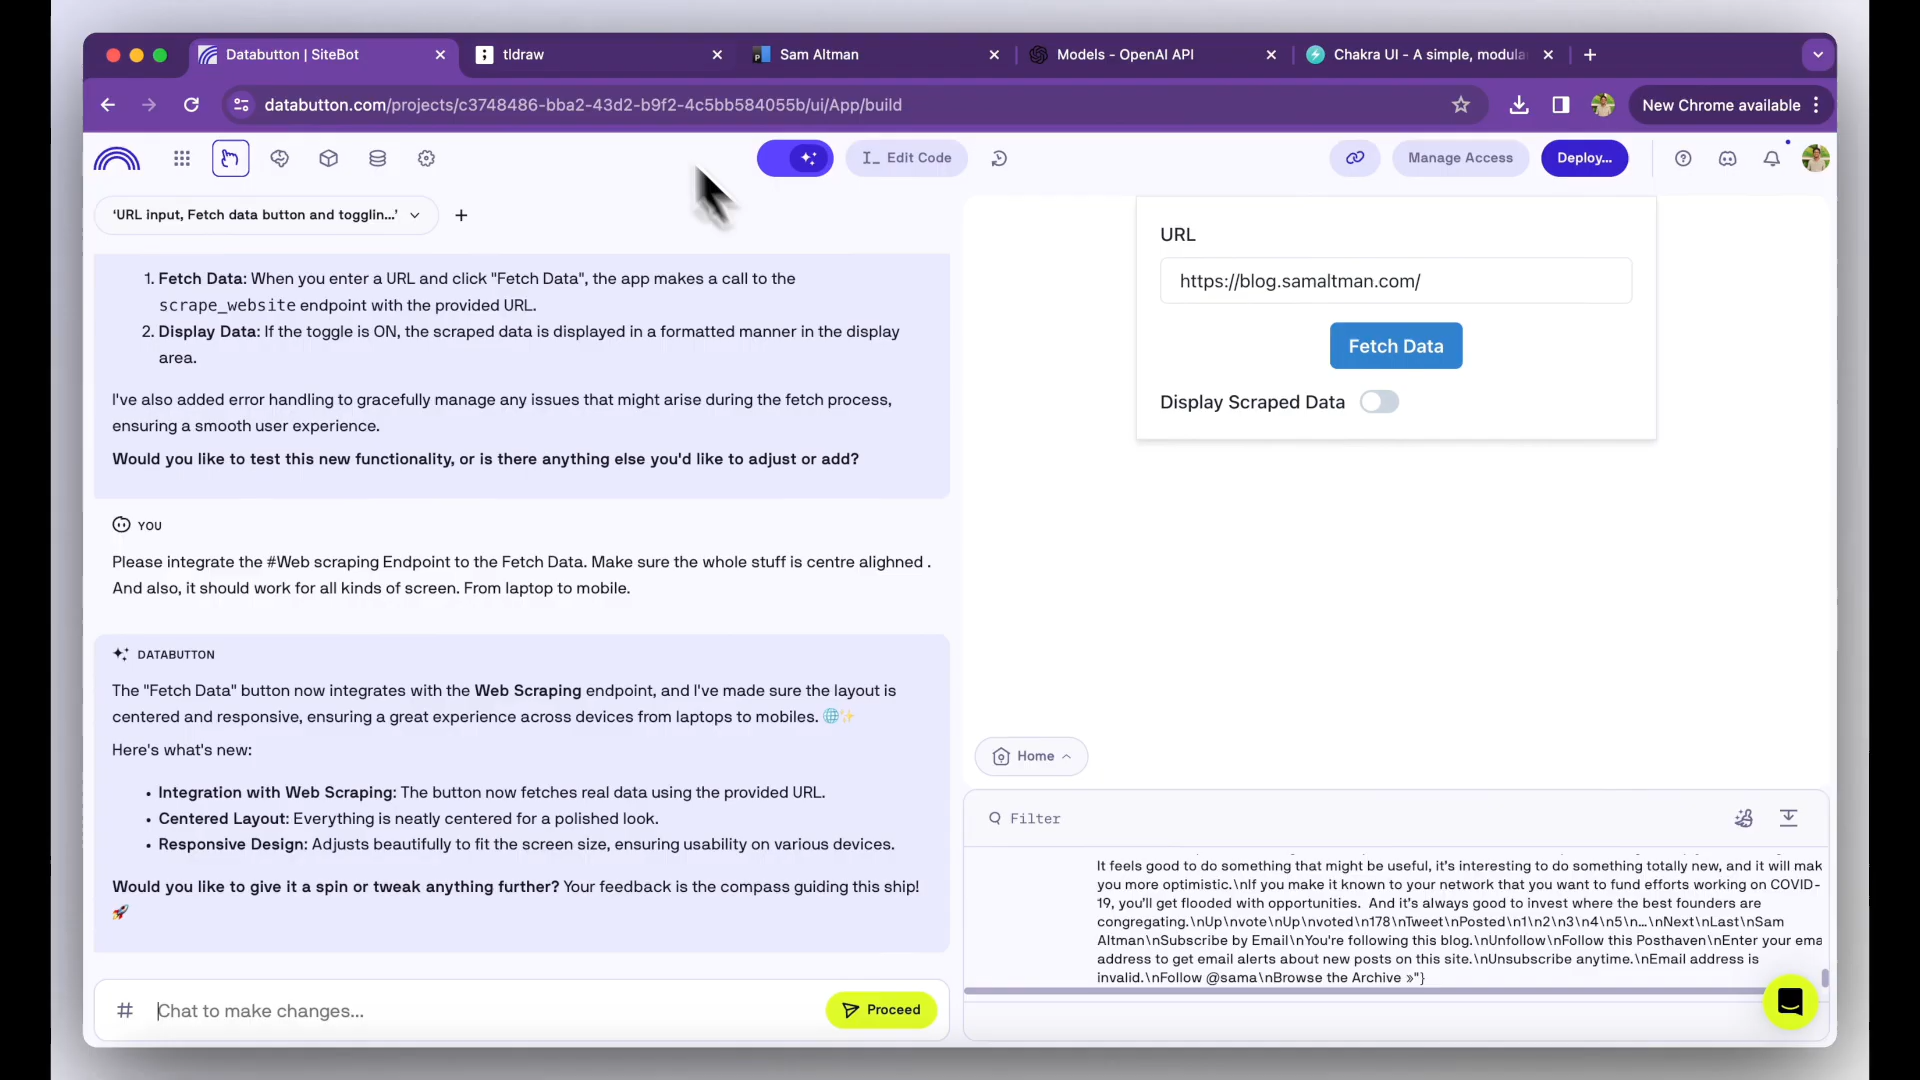 Databutton | SiteBot
tldraw
Sam Altman
Models - OpenAI API
Chakra UI - A simple, modula
databutton.com/projects/c3748486-bba2-43d2-b9f2-4c5bb584055b/ui/App/build
New Chrome available
Edit Code
Manage Access
Deploy...
'URL input, Fetch data button and togglin...'
1. Fetch Data: When you enter a URL and click "Fetch Data", the app makes a call to the
scrape_website endpoint with the provided URL.
2. Display Data: If the toggle is ON, the scraped data is displayed in a formatted manner in the display
area.
I've also added error handling to gracefully manage any issues that might arise during the fetch process,
ensuring a smooth user experience.
Would you like to test this new functionality, or is there anything else you'd like to adjust or add?
YOU
Please integrate the #Web scraping Endpoint to the Fetch Data. Make sure the whole stuff is centre alighned .
And also, it should work for all kinds of screen. From laptop to mobile.
DATABUTTON
The "Fetch Data" button now integrates with the Web Scraping endpoint, and I've made sure the layout is
centered and responsive, ensuring a great experience across devices from laptops to mobiles. 🌐✨
Here's what's new:
• Integration with Web Scraping: The button now fetches real data using the provided URL.
• Centered Layout: Everything is neatly centered for a polished look.
• Responsive Design: Adjusts beautifully to fit the screen size, ensuring usability on various devices.
Would you like to give it a spin or tweak anything further? Your feedback is the compass guiding this ship!
🚀
# Chat to make changes...
Proceed
URL
https://blog.samaltman.com/
Fetch Data
Display Scraped Data
Home
Filter
It feels good to do something that might be useful, it's interesting to do something totally new, and it will mak
you more optimistic.\nIf you make it known to your network that you want to fund efforts working on COVID-
19, you'll get flooded with opportunities.  And it's always good to invest where the best founders are
congregating.\nUp\nvote\nUp\nvoted\n178\nTweet\nPosted\n1\n2\n3\n4\n5\n…\nNext\nLast\nSam
Altman\nSubscribe by Email\nYou're following this blog.\nUnfollow\nFollow this Posthaven\nEnter your ema
address to get email alerts about new posts on this site.\nUnsubscribe anytime.\nEmail address is
invalid.\nFollow @sama\nBrowse the Archive »"}